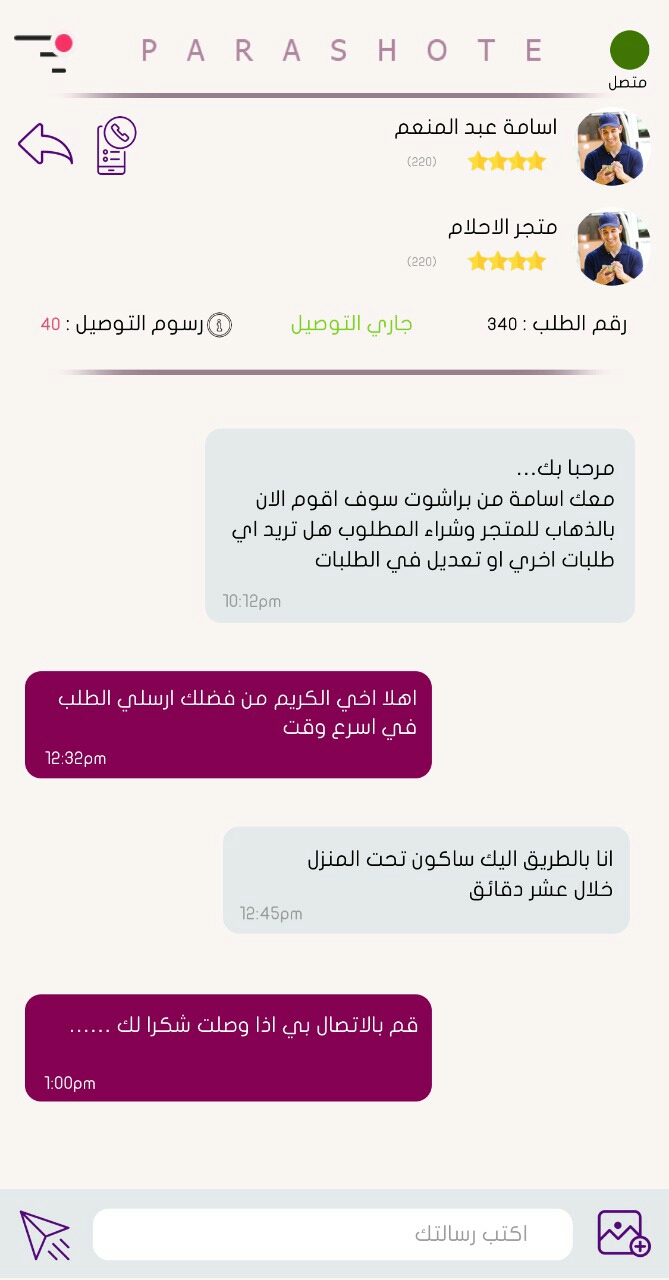 PARASHOTE
متصل
اسامة عبد المنعم
(220)
متجر الاحلام
(220)
رقم الطلب : 340
جاري التوصيل
رسوم التوصيل : 40
مرحبا بك...
معك اسامة من براشوت سوف اقوم الان
بالذهاب للمتجر وشراء المطلوب هل تريد اي
طلبات اخري او تعديل في الطلبات
10:12pm
اهلا اخي الكريم من فضلك ارسلي الطلب
في اسرع وقت
12:32pm
انا بالطريق اليك ساكون تحت المنزل
خلال عشر دقائق
12:45pm
قم بالاتصال بي اذا وصلت شكرا لك ......
1:00pm
اكتب رسالتك